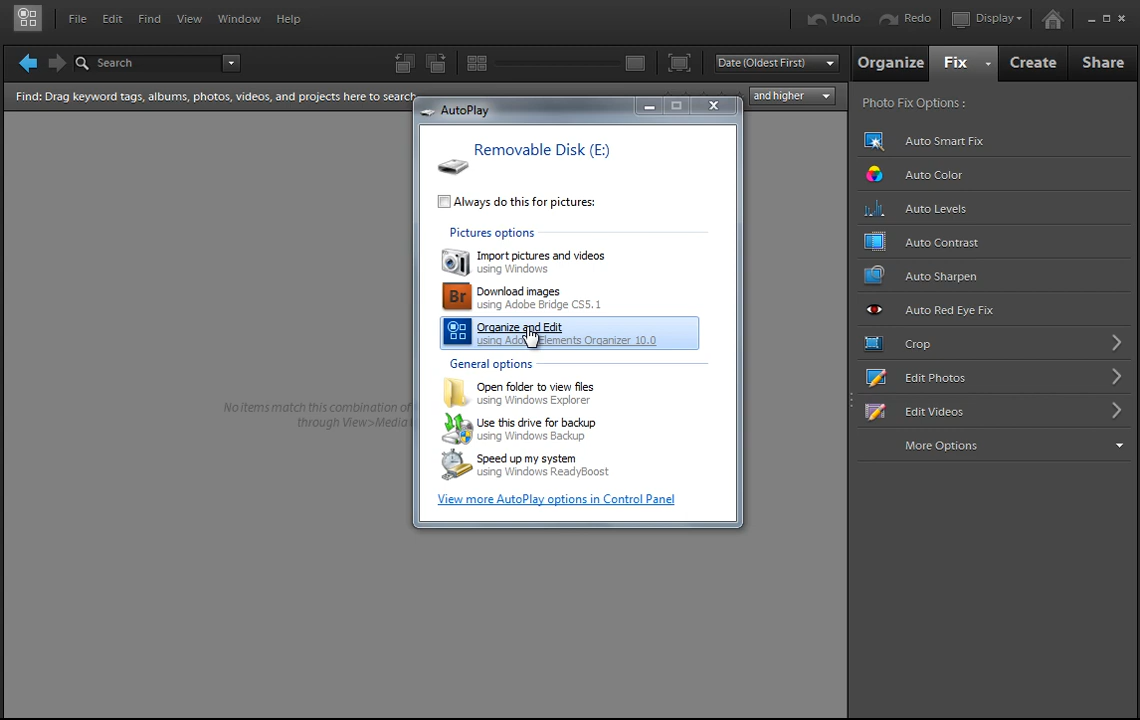 File Edit Find View Window Help
Undo Redo Display
Search
Date (Oldest First)
Organize Fix Create Share
Find: Drag keyword tags, albums, photos, videos, and projects here to search
and higher
No items match this combination of
through View>Media
AutoPlay
Removable Disk (E:)
Always do this for pictures:
Pictures options
Import pictures and videos
using Windows
Download images
using Adobe Bridge CS5.1
Br
Organize and Edit
using Adobe Elements Organizer 10.0
General options
Open folder to view files
using Windows Explorer
Use this drive for backup
using Windows Backup
Speed up my system
using Windows ReadyBoost
View more AutoPlay options in Control Panel
Photo Fix Options :
Auto Smart Fix
Auto Color
Auto Levels
Auto Contrast
Auto Sharpen
Auto Red Eye Fix
Crop
Edit Photos
Edit Videos
More Options